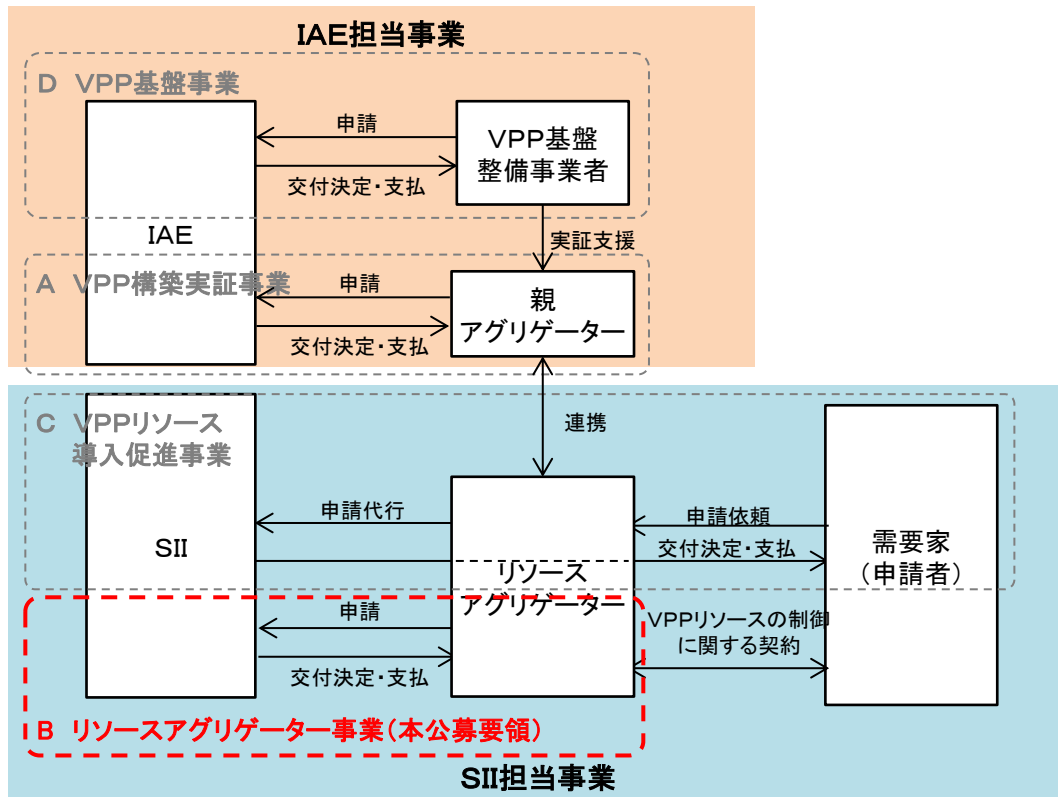 IAE担当事業
D VPP基盤事業
申請
VPP基盤
整備事業者
交付決定・支払
IAE
実証支援
A VPP構築実証事業
申請
親
アグリゲーター
交付決定・支払
C VPPリソース
導入促進事業
連携
申請代行
申請依頼
SII
交付決定・支払
需要家
（申請者）
リソース
アグリゲーター
申請
交付決定・支払
VPPリソースの制御
に関する契約
B リソースアグリゲーター事業（本公募要領）
SII担当事業